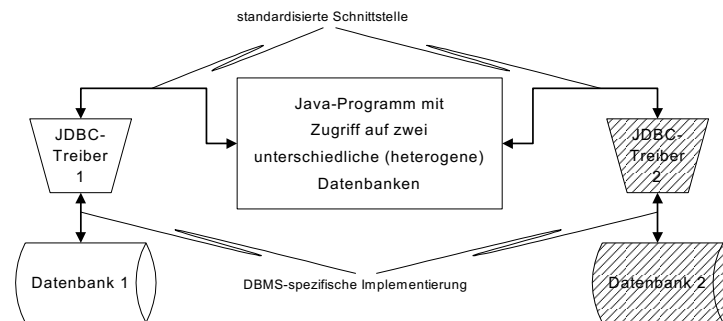 standardisierte Schnittstelle
Java-Programm mit
Zugriff auf zwei
unterschiedliche (heterogene)
Datenbanken
JDBC-
Treiber
1
JDBC-
Treiber
2
Datenbank 1
DBMS-spezifische Implementierung
Datenbank 2